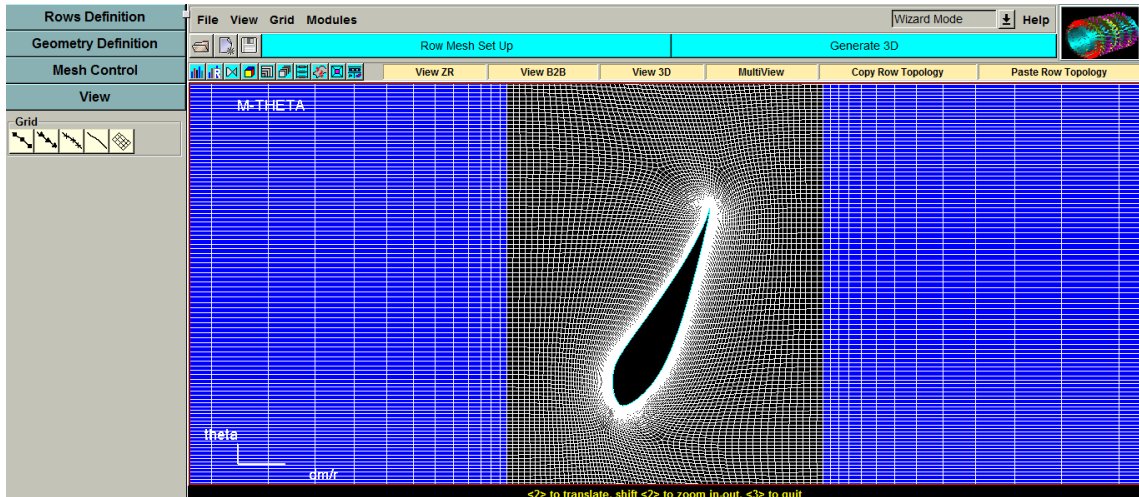 Rows Definition
Geometry Definition
Mesh Control
View
Grid
File View Grid Modules
Wizard Mode
Help
Row Mesh Set Up
Generate 3D
View ZR
View B2B
View 3D
MultiView
Copy Row Topology
Paste Row Topology
M-THETA
theta
dm/r
<2> to translate, shift <2> to zoom in-out, <3> to quit